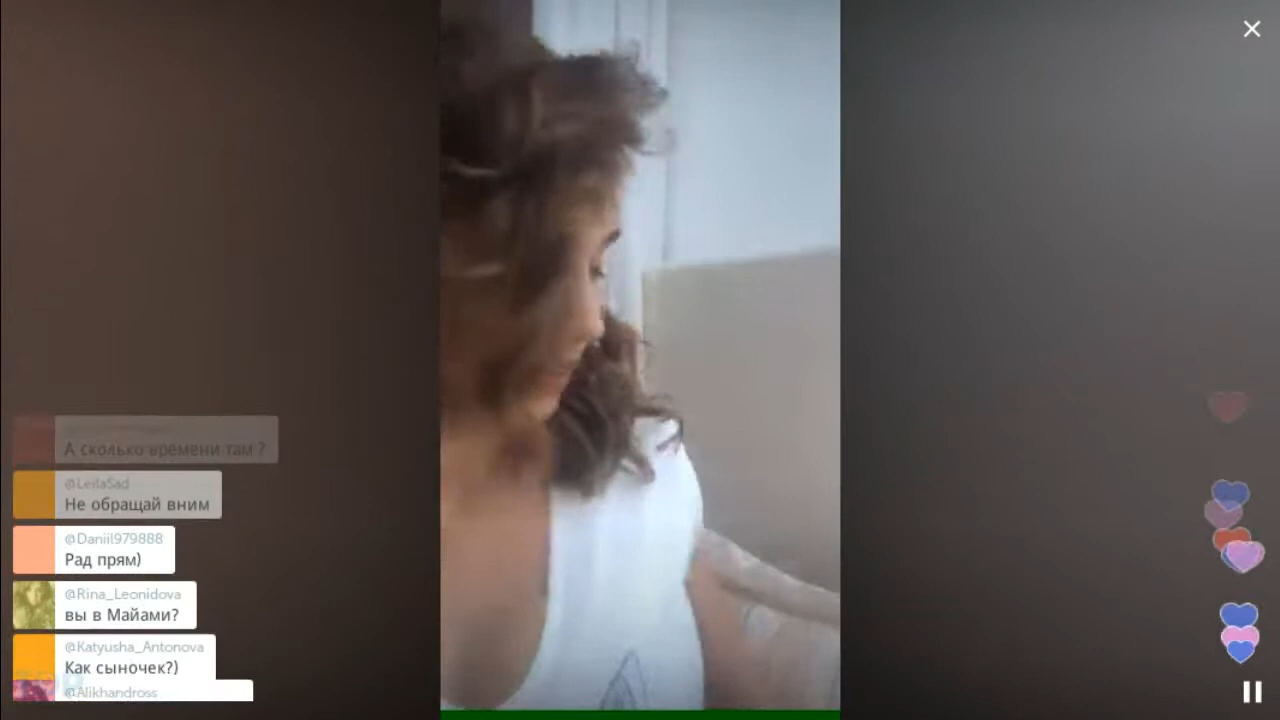 А сколько времени там ?
@LeilaSad
Не обращай вним
@Daniil979888
Рад прям)
@Rina_Leonidova
вы в Майами?
@Katyusha_Antonova
Как сыночек?)
@Alikhandross